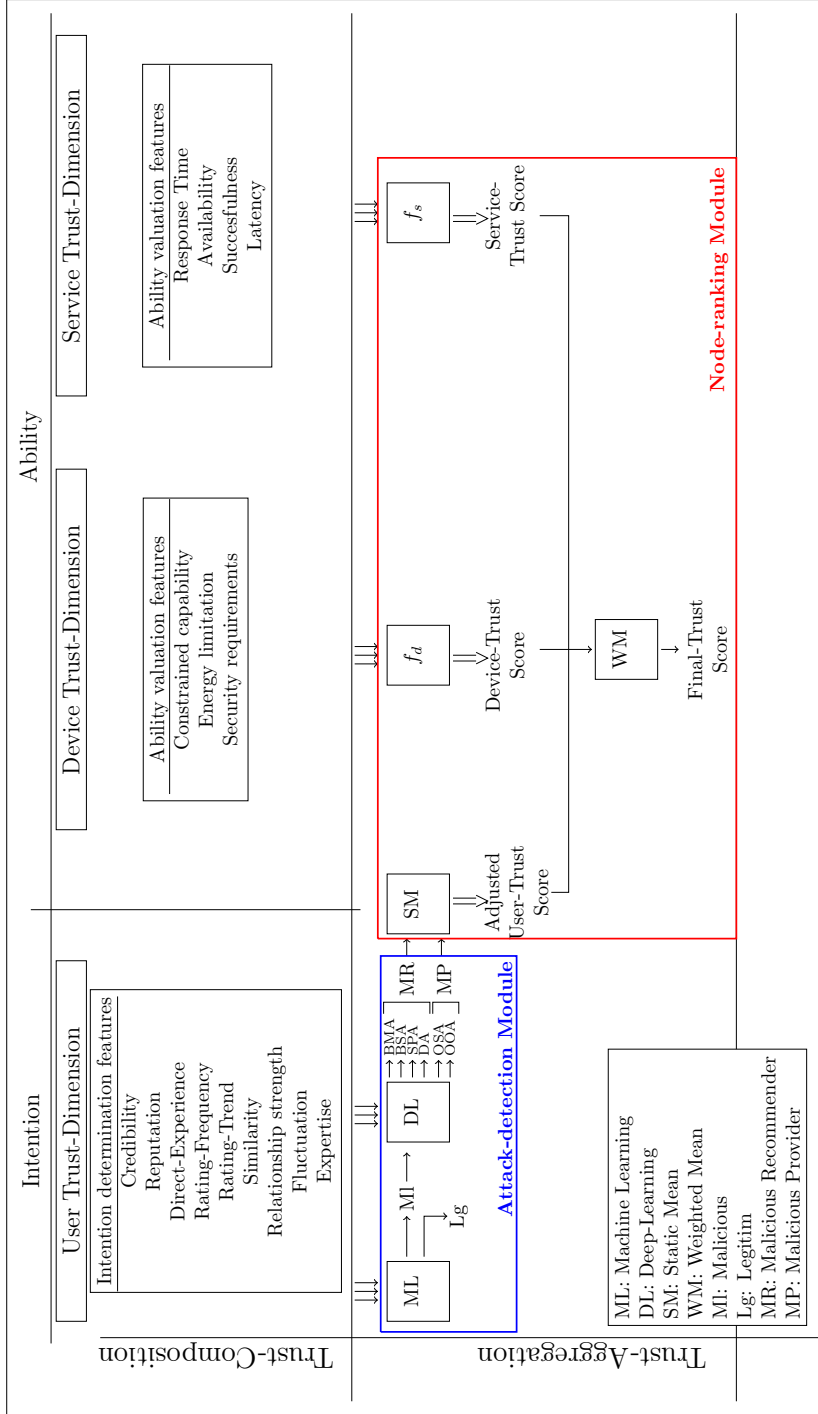 Intention
Ability
User Trust-Dimension
Device Trust-Dimension
Service Trust-Dimension
Trust-Composition
Intention determination features
Credibility
Reputation
Direct-Experience
Rating-Frequency
Rating-Trend
Similarity
Relationship strength
Fluctuation
Expertise
Ability valuation features
Constrained capability
Energy limitation
Security requirements
Ability valuation features
Response Time
Availability
Succesfulness
Latency
Trust-Aggregation
ML
Ml
Lg
DL
BMA
BSA
SPA
DA
OSA
OOA
MR
MP
Attack-detection Module
SM
Adjusted
User-Trust
Score
f_d
Device-Trust
Score
f_s
Service-
Trust Score
WM
Final-Trust
Score
Node-ranking Module
ML: Machine Learning
DL: Deep-Learning
SM: Static Mean
WM: Weighted Mean
Ml: Malicious
Lg: Legitim
MR: Malicious Recommender
MP: Malicious Provider